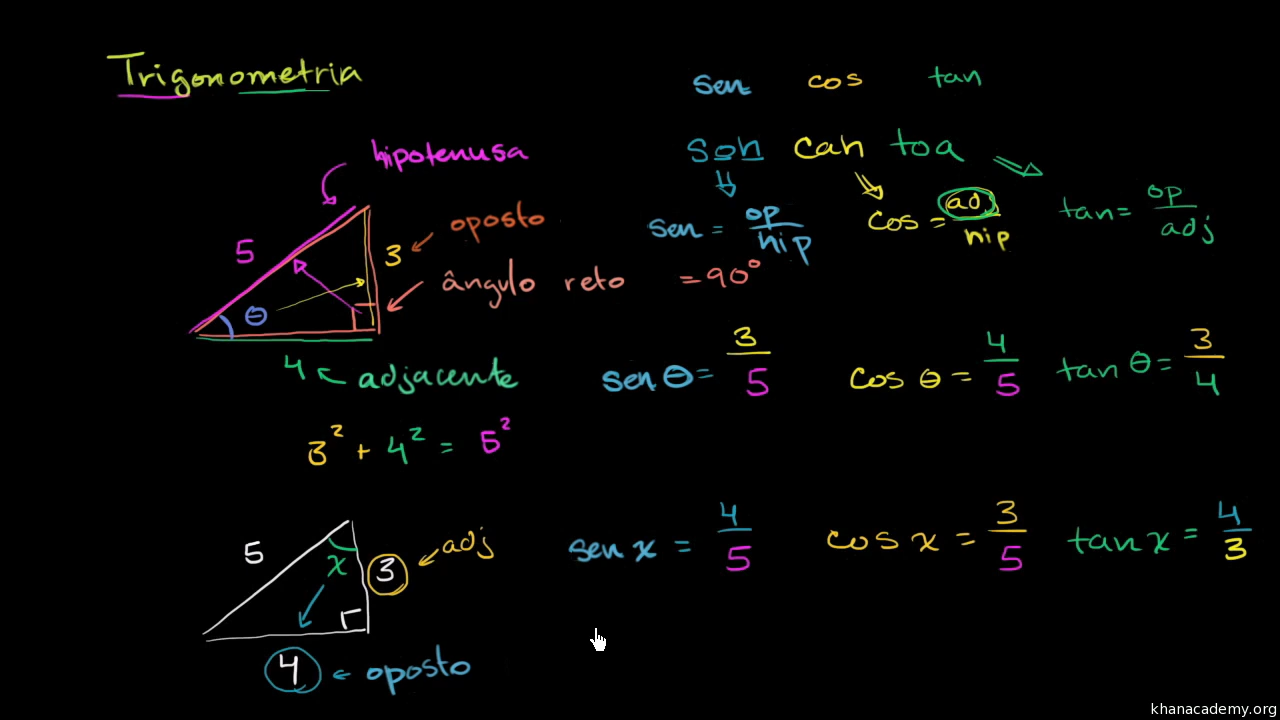 Trigonometria
sen cos tan
soh cah toa
hipotenusa
sen = op/hip
cos = adj/hip
tan = op/adj
5
3
oposto
θ
ângulo reto = 90°
4
adjacente
sen θ = 3/5
cos θ = 4/5
tan θ = 3/4
3² + 4² = 5²
5
x
3
adj
sen x = 4/5
cos x = 3/5
tan x = 4/3
4
oposto
khanacademy.org